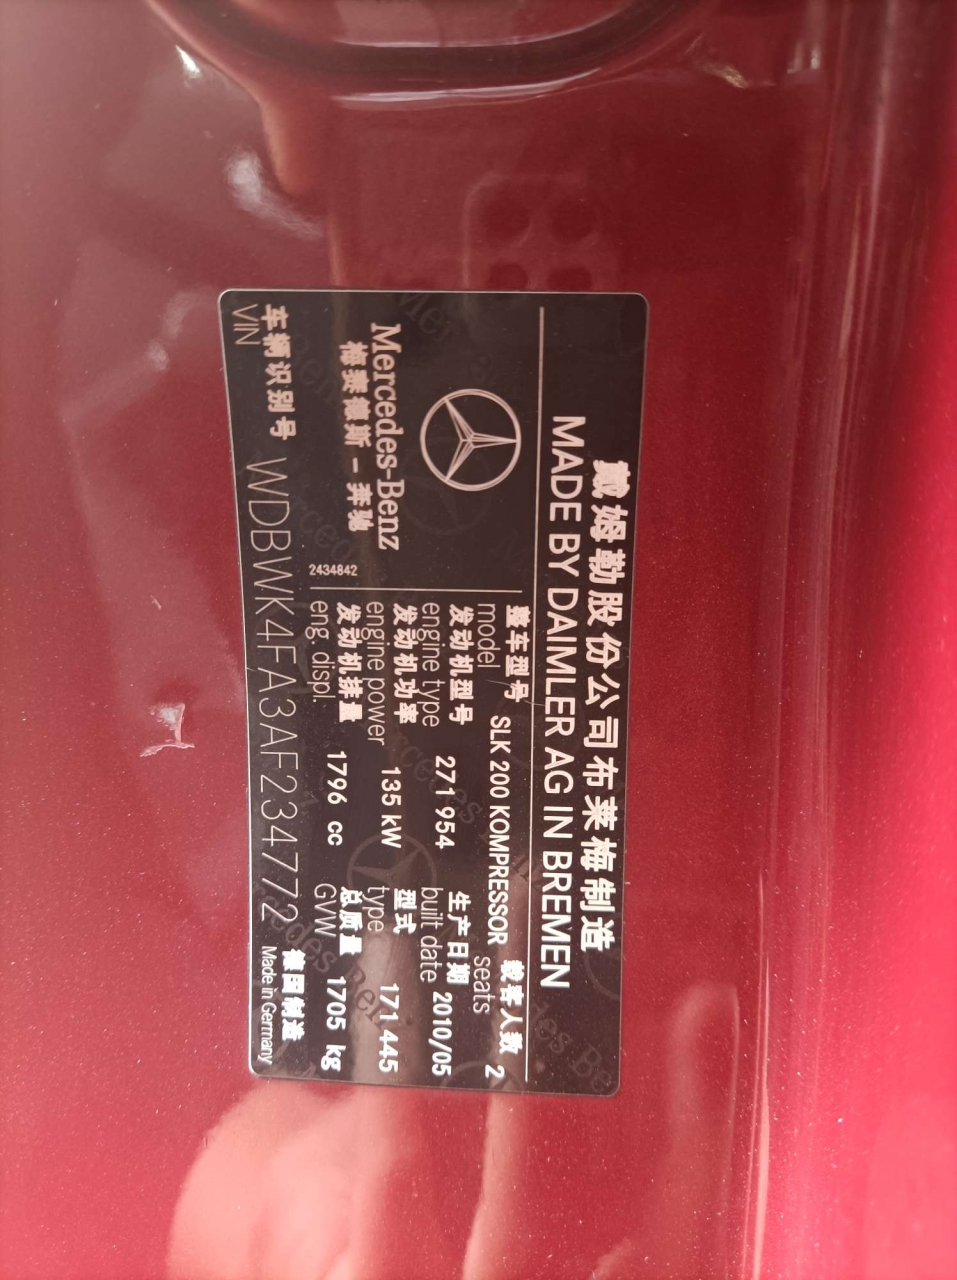 戴姆勒股份公司布莱梅制造
MADE BY DAIMLER AG IN BREMEN
Mercedes-Benz
梅赛德斯-奔驰
2434842
整车型号 SLK 200 KOMPRESSOR 载客人数 2
model seats
发动机型号 271 954 生产日期 2010/05
engine type built date
发动机功率 135 kW 型式 171 445
engine power type
发动机排量 1796 cc 总质量 1705 kg
eng. displ. GVW
车辆识别号 WDBWK4FA3AF234772 德国制造
VIN Made in Germany